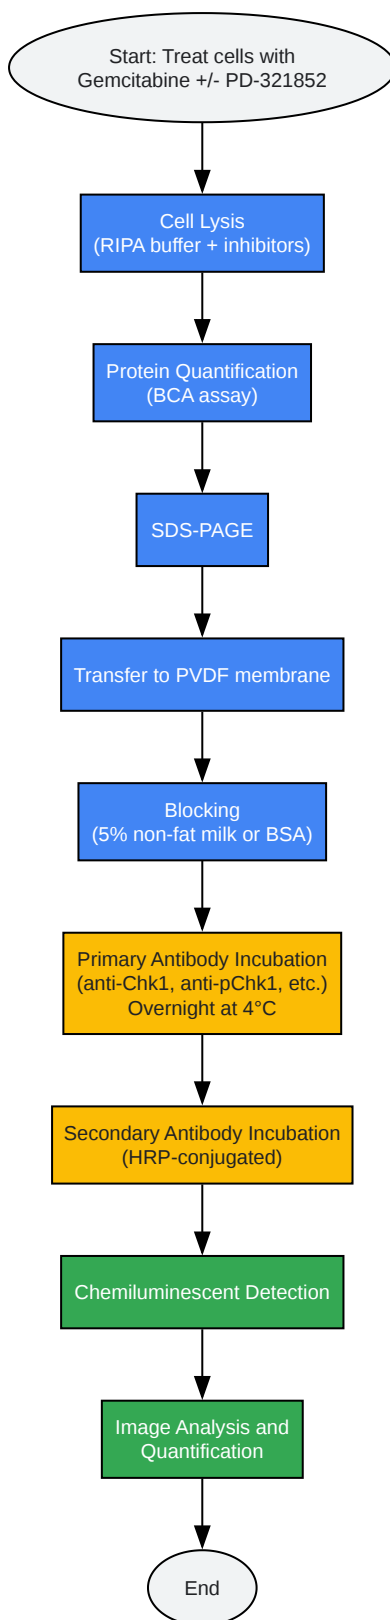 Start: Treat cells with
Gemcitabine +/- PD-321852
Cell Lysis
(RIPA buffer + inhibitors)
Protein Quantification
(BCA assay)
SDS-PAGE
Transfer to PVDF membrane
Blocking
(5% non-fat milk or BSA)
Primary Antibody Incubation
(anti-Chk1, anti-pChk1, etc.)
Overnight at 4°C
Secondary Antibody Incubation
(HRP-conjugated)
Chemiluminescent Detection
Image Analysis and
Quantification
End